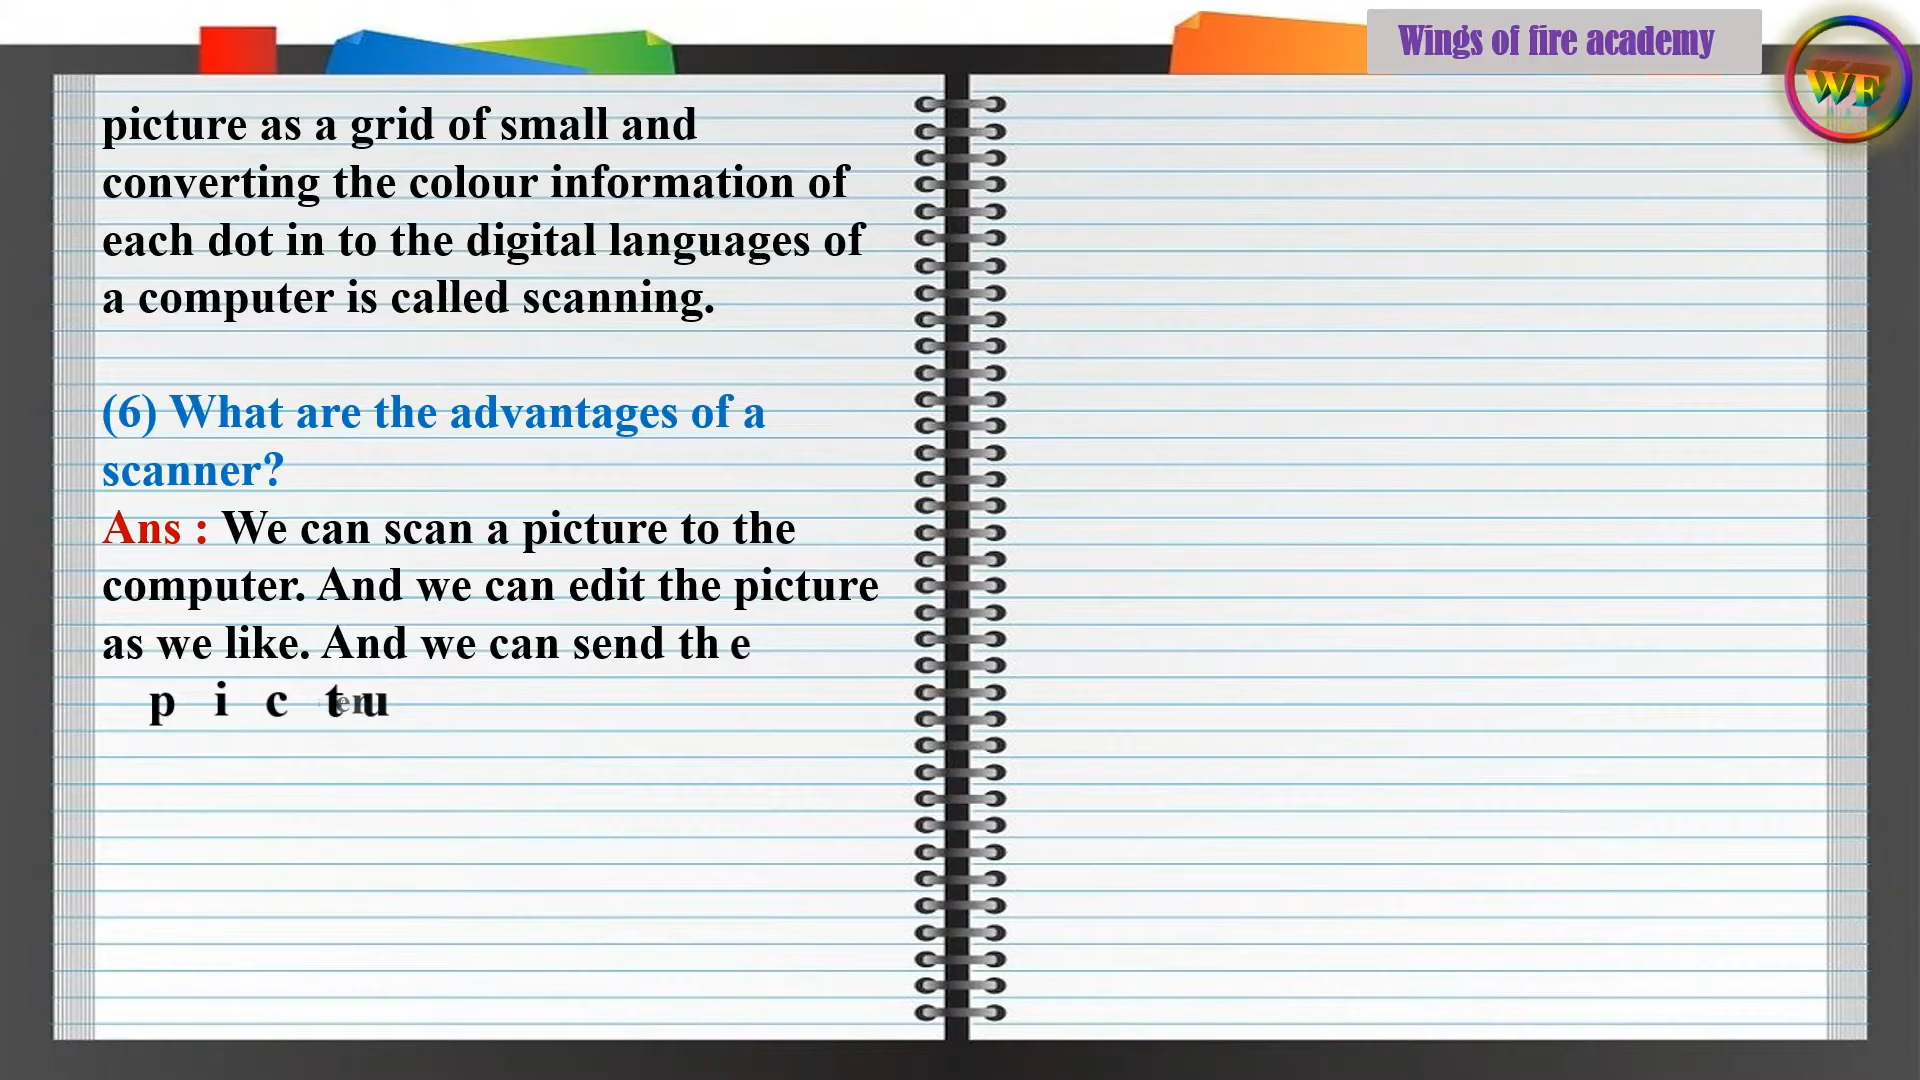 Wings of fire academy
WF
picture as a grid of small and
converting the colour information of
each dot in to the digital languages of
a computer is called scanning.
(6) What are the advantages of a
scanner?
Ans : We can scan a picture to the
computer. And we can edit the picture
as we like. And we can send th e
p i c t u